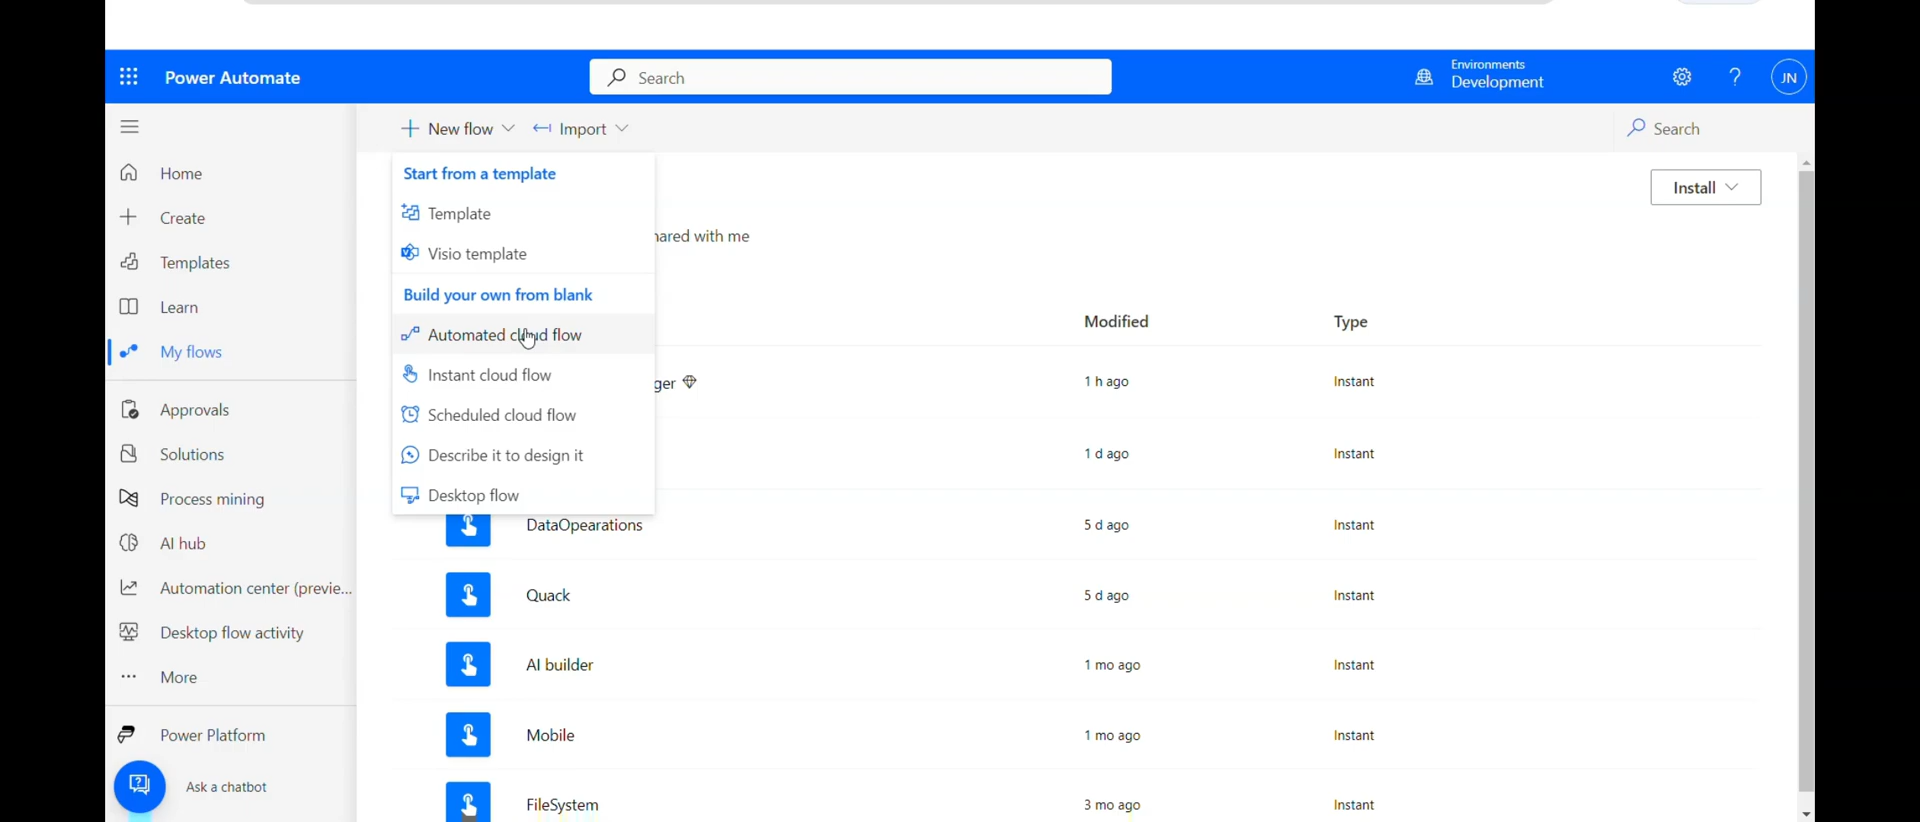 Power Automate
Search
Environments
Development
?
JN
New flow
Import
Search
Home
Create
Templates
Learn
My flows
Approvals
Solutions
Process mining
AI hub
Automation center (previe...
Desktop flow activity
More
Power Platform
Ask a chatbot
Start from a template
Template
Visio template
Build your own from blank
Automated cloud flow
Instant cloud flow
Scheduled cloud flow
Describe it to design it
Desktop flow
Install
hared with me
Modified Type
ger 1 h ago Instant
1 d ago Instant
DataOpearations 5 d ago Instant
Quack 5 d ago Instant
AI builder 1 mo ago Instant
Mobile 1 mo ago Instant
FileSystem 3 mo ago Instant